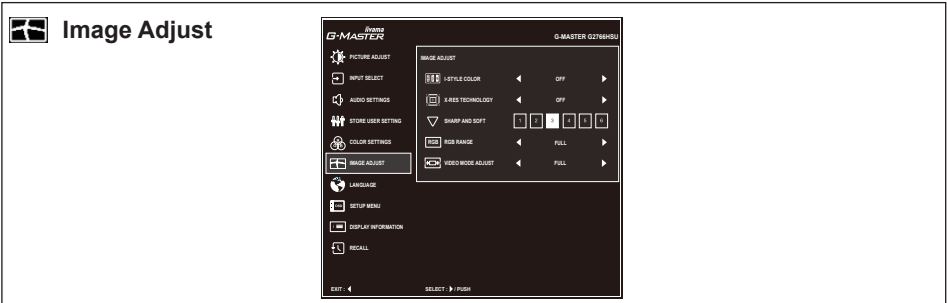 Image Adjust
iiyama
G-MASTER
G-MASTER G2766HSU
PICTURE ADJUST
INPUT SELECT
AUDIO SETTINGS
STORE USER SETTING
COLOR SETTINGS
IMAGE ADJUST
LANGUAGE
SETUP MENU
DISPLAY INFORMATION
RECALL
IMAGE ADJUST
I-STYLE COLOR OFF
X-RES TECHNOLOGY OFF
SHARP AND SOFT 1 2 3 4 5 6
RGB RGB RANGE FULL
VIDEO MODE ADJUST FULL
EXIT : ◀ SELECT : ▶ / PUSH